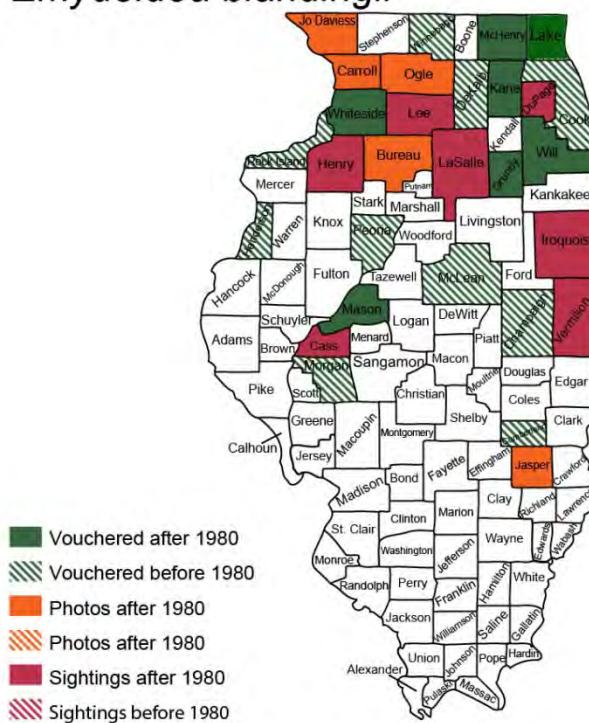 Emydoidea blandingii
Jo Daviess
Stephenson
Winnebago
Boone
McHenry
Lake
Carroll
Ogle
DeKalb
Kane
DuPage
Cook
Whiteside
Lee
Kendall
Will
Rock Island
Henry
Bureau
LaSalle
Grundy
Mercer
Putnam
Kankakee
Stark
Marshall
Henderson
Warren
Knox
Peoria
Woodford
Livingston
Iroquois
Hancock
McDonough
Fulton
Tazewell
McLean
Ford
Schuyler
Mason
Logan
DeWitt
Champaign
Vermilion
Adams
Brown
Cass
Menard
Piatt
Macon
Morgan
Sangamon
Moultrie
Douglas
Edgar
Pike
Scott
Christian
Coles
Greene
Macoupin
Shelby
Clark
Calhoun
Montgomery
Cumberland
Jersey
Effingham
Jasper
Crawford
Fayette
Madison
Bond
Clay
Richland
Lawrence
Vouchered after 1980
Clinton
Marion
St. Clair
Wayne
Edwards
Wabash
Vouchered before 1980
Washington
Jefferson
Monroe
Photos after 1980
Randolph
Perry
Hamilton
White
Franklin
Photos after 1980
Jackson
Williamson
Saline
Gallatin
Sightings after 1980
Alexander
Union
Johnson
Pope
Hardin
Sightings before 1980
Pulaski
Massac